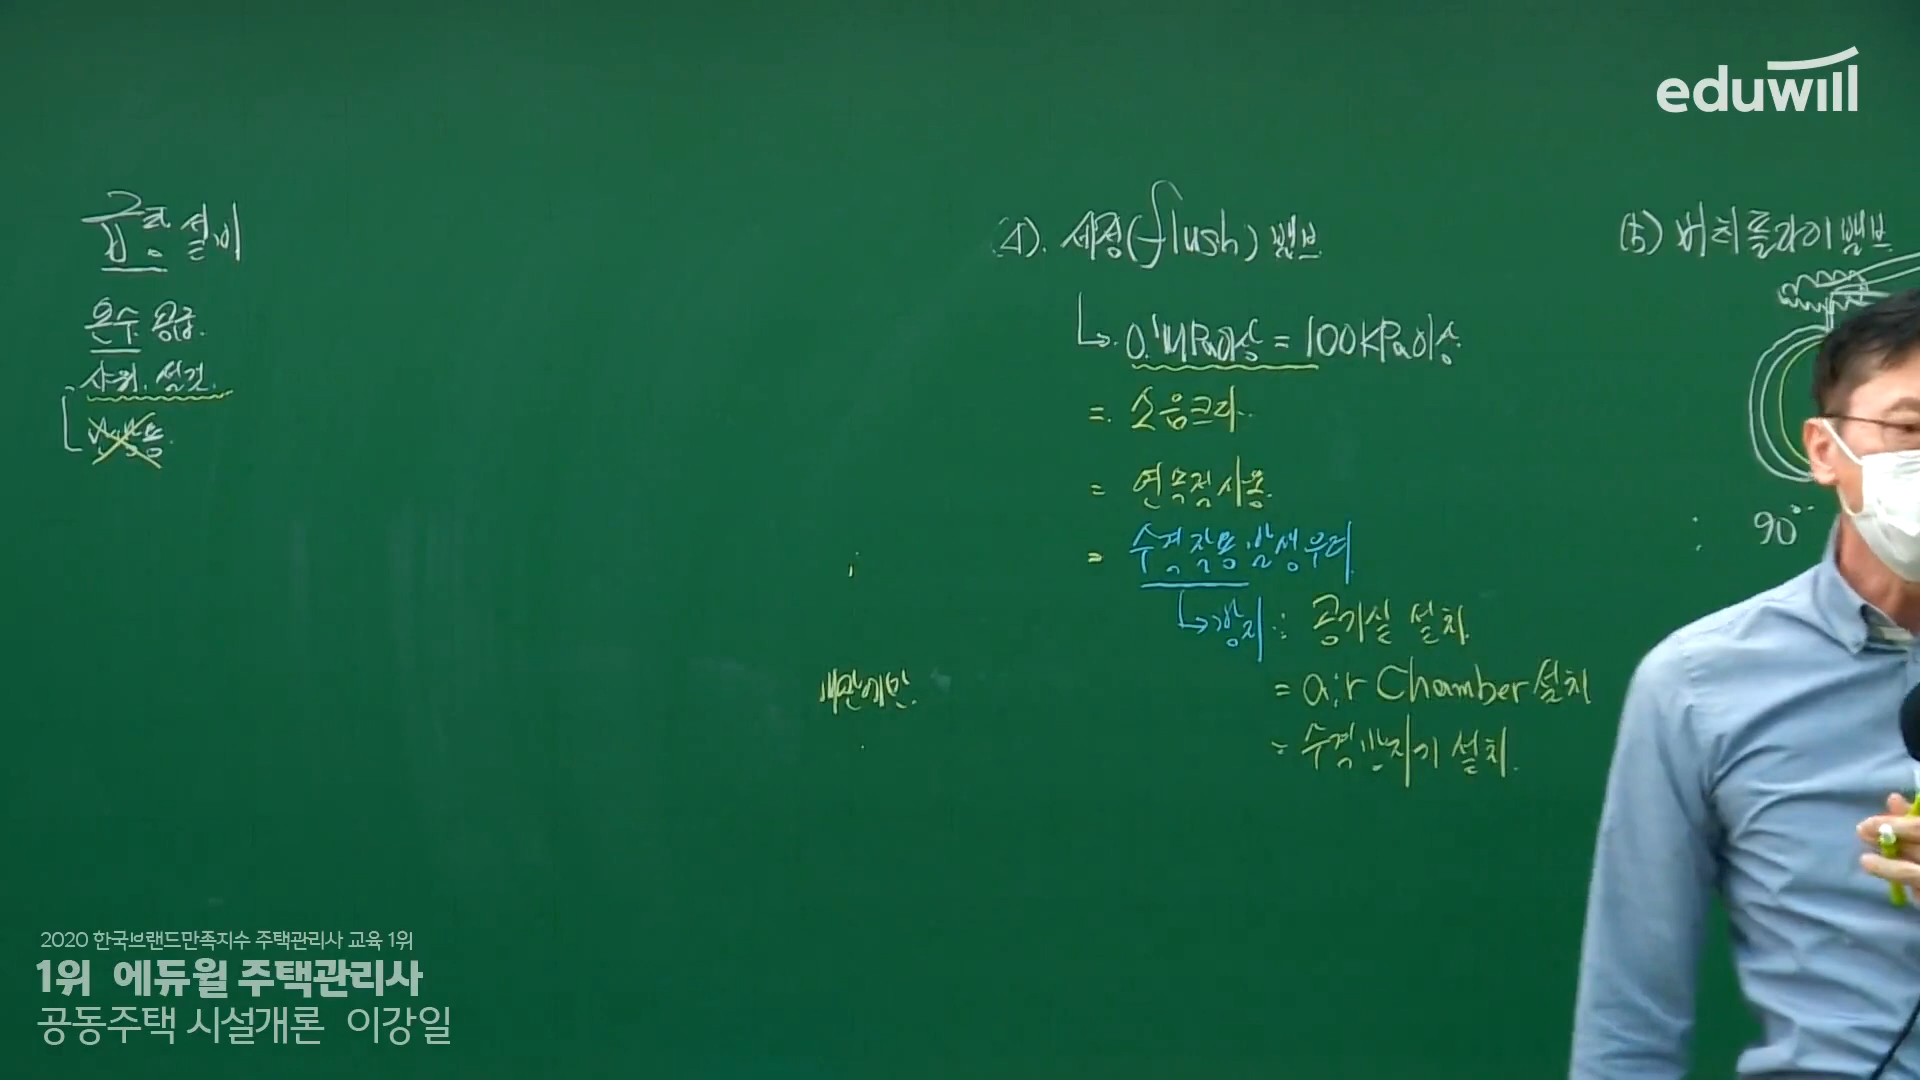 eduwill
급탕 설비
온수 공급.
샤워. 설겆.
(4). 세정(flush) 밸브
↳ 0.1MPa이상 = 100KPa이상
= 소음크다.
= 연속적사용.
= 수격작용 발생우려
↳방지 : 공기실 설치.
= air Chamber 설치
= 수격방지기 설치.
(5) 버터플라이밸브
: 90°
2020 한국브랜드만족지수 주택관리사 교육 1위
1위 에듀윌 주택관리사
공동주택 시설개론 이강일